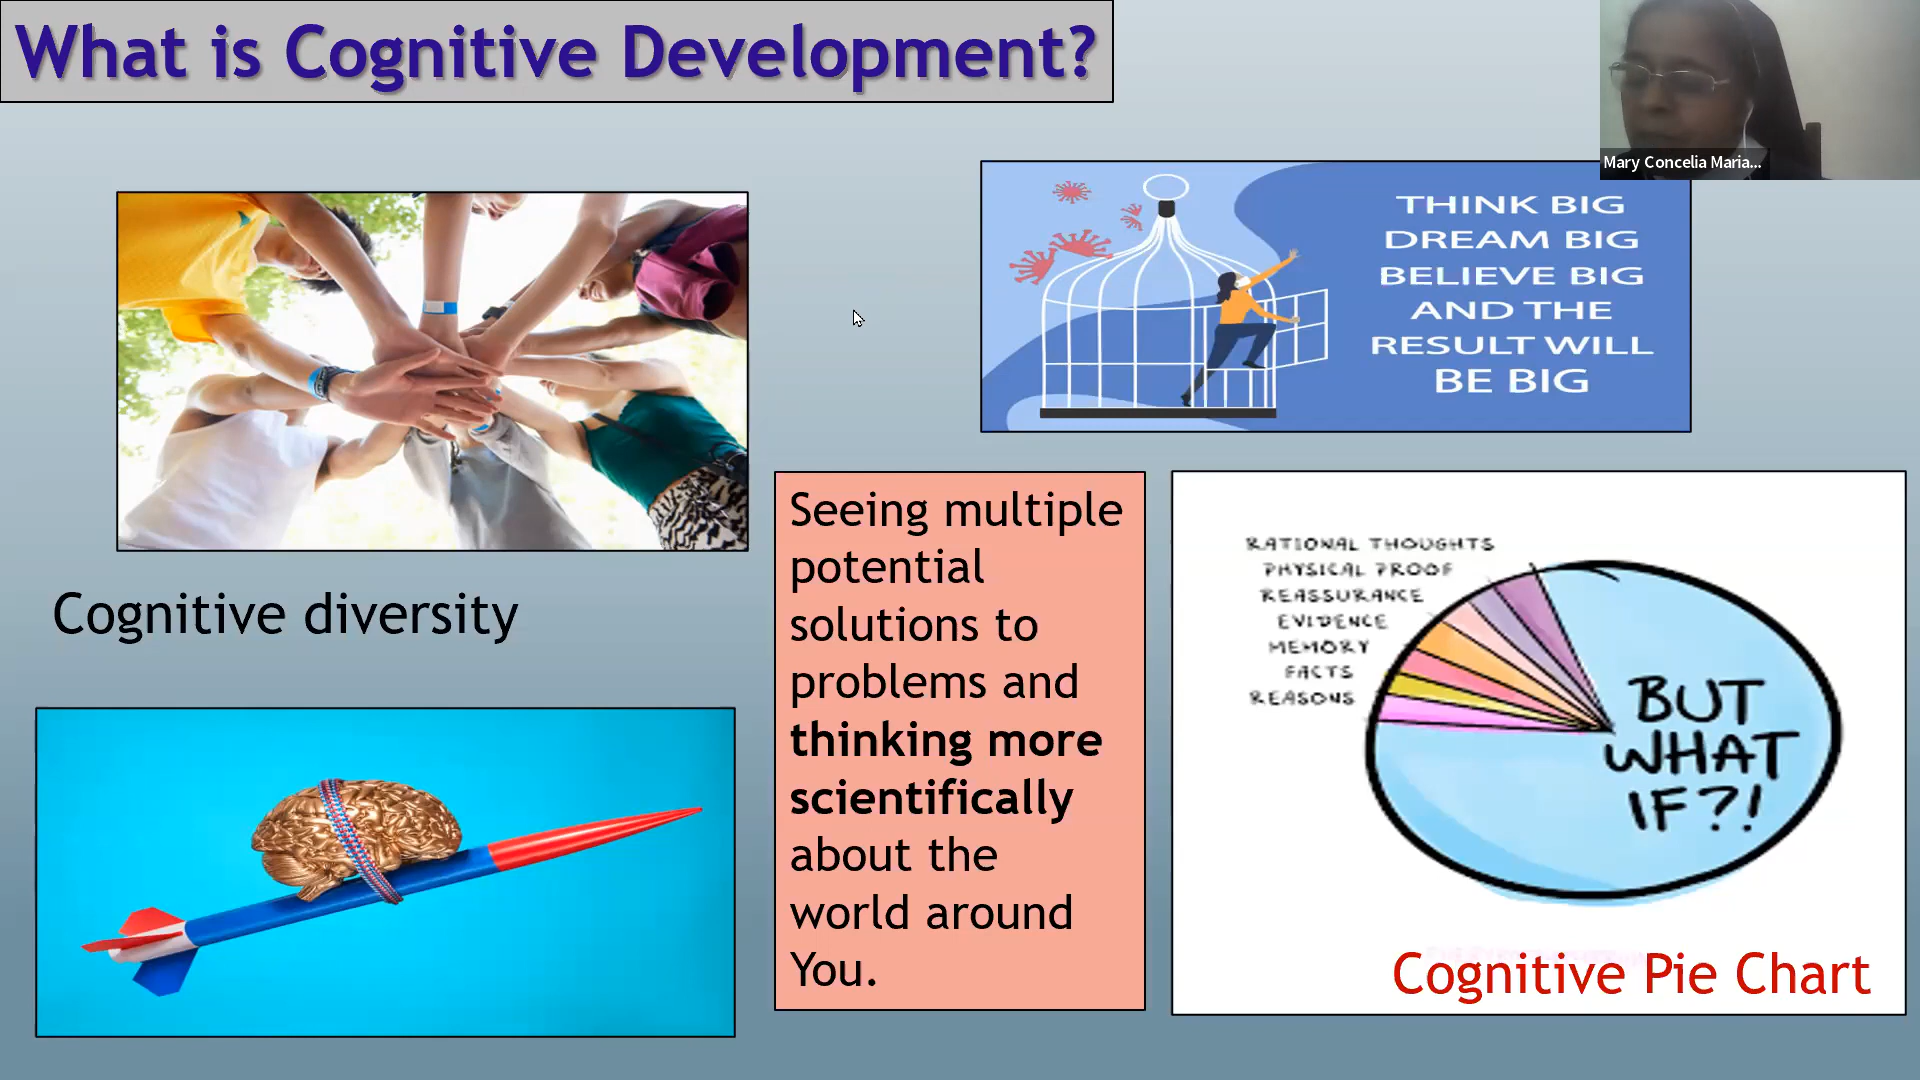 What is Cognitive Development?
Mary Concelia Maria...
THINK BIG
DREAM BIG
BELIEVE BIG
AND THE
RESULT WILL
BE BIG
Cognitive diversity
Seeing multiple
potential
solutions to
problems and
thinking more
scientifically
about the
world around
You.
RATIONAL THOUGHTS
PHYSICAL PROOF
REASSURANCE
EVIDENCE
MEMORY
FACTS
REASONS
BUT
WHAT
IF?!
Cognitive Pie Chart